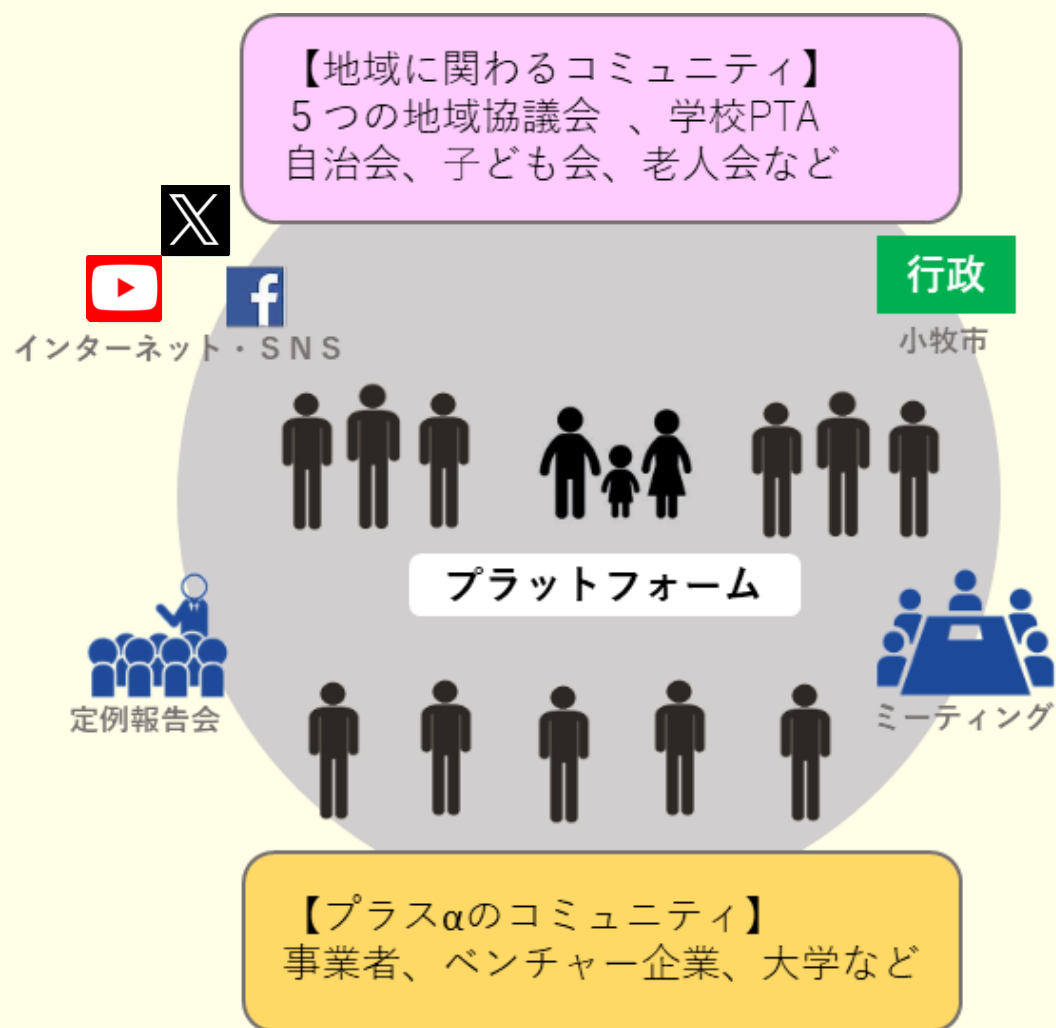 【地域に関わるコミュニティ】
５つの地域協議会 、学校PTA
自治会、子ども会、老人会など
インターネット・ＳＮＳ
行政
小牧市
プラットフォーム
定例報告会
ミーティング
【プラスαのコミュニティ】
事業者、ベンチャー企業、大学など